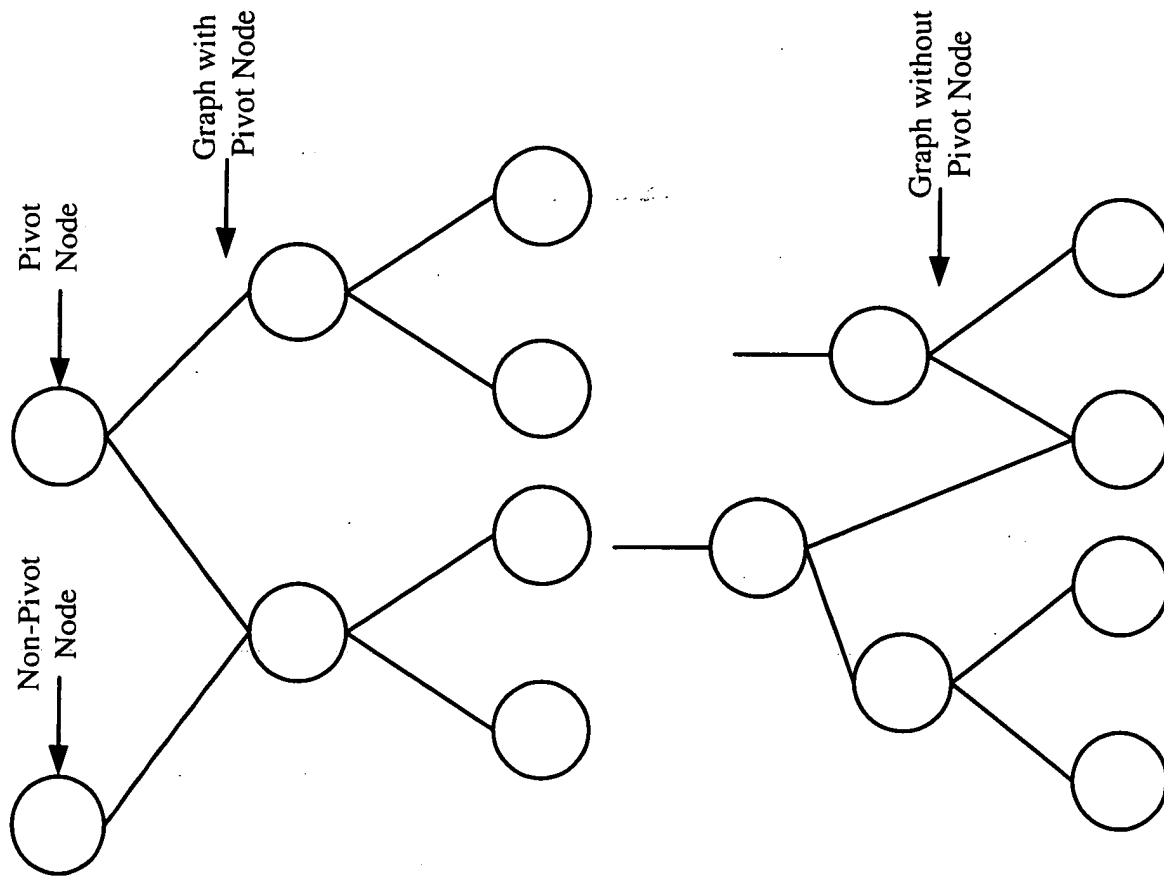 Non-Pivot
Node
Pivot
Node
Graph with
Pivot Node
Graph without
Pivot Node